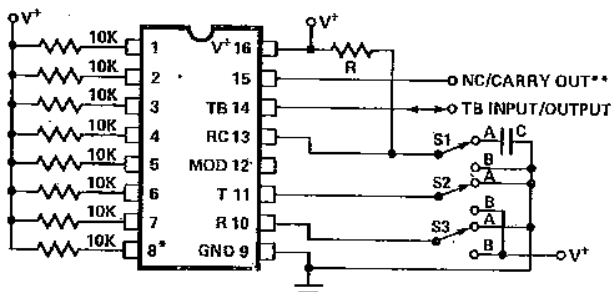 V+
V+
10K 1 V+ 16
R
10K 2 15 NC/CARRY OUT**
10K 3 TB 14 TB INPUT/OUTPUT
10K 4 RC 13 S1 A C
B
10K 5 MOD 12 S2 A
10K 6 T 11 B
10K 7 R 10 S3 A
10K 8* GND 9 B V+